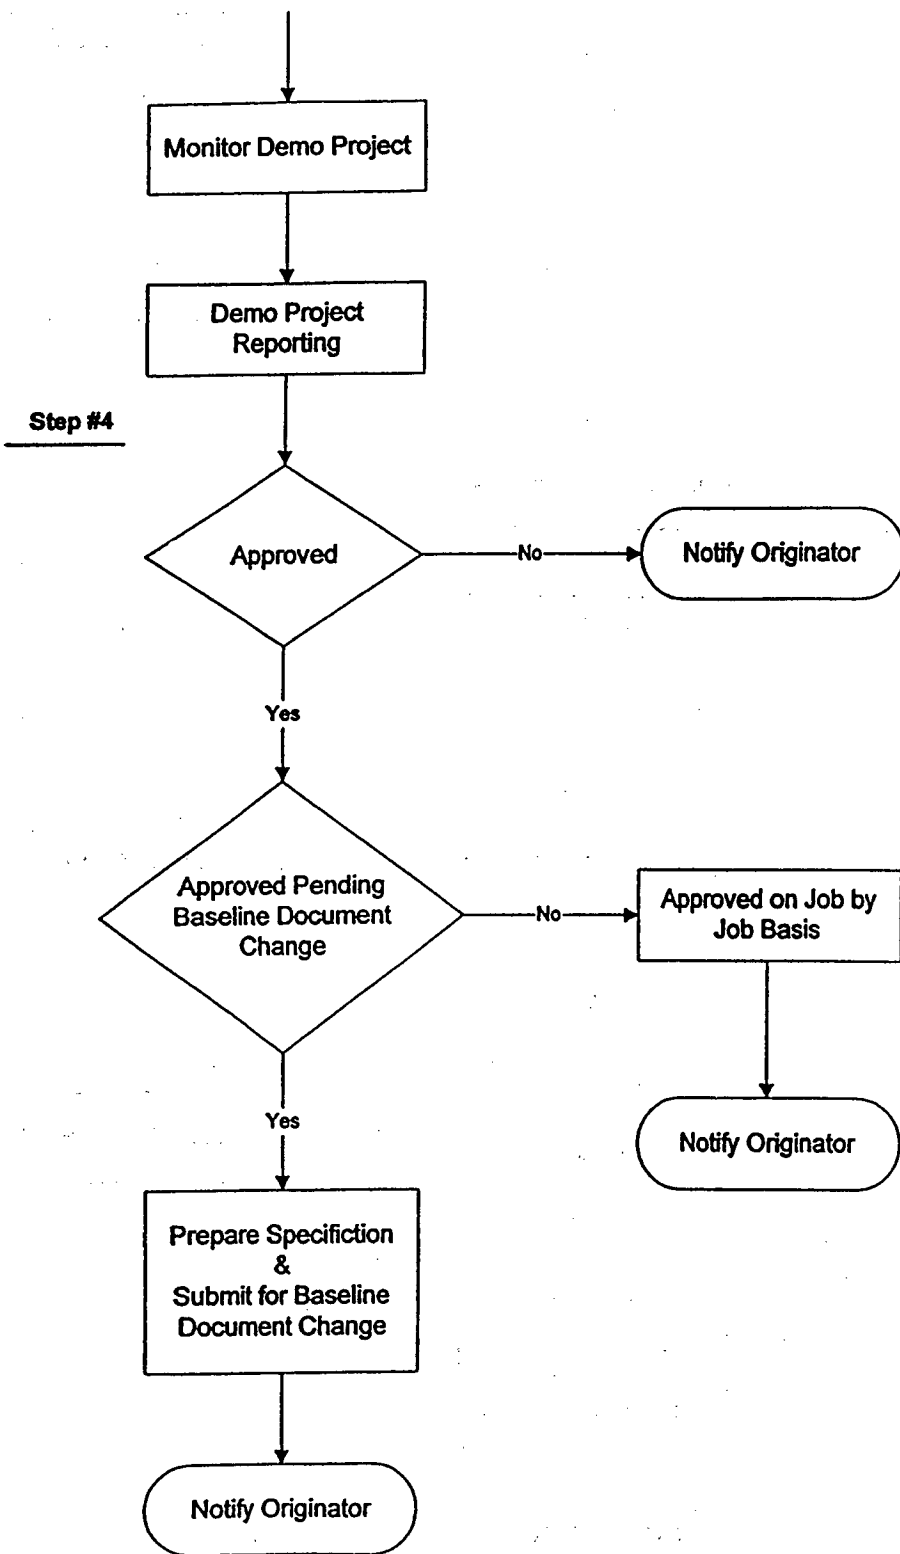 Monitor Demo Project
Demo Project
Reporting
Step #4
Approved
No
Notify Originator
Yes
Approved Pending
Baseline Document
Change
No
Approved on Job by
Job Basis
Yes
Notify Originator
Prepare Specifiction
&
Submit for Baseline
Document Change
Notify Originator